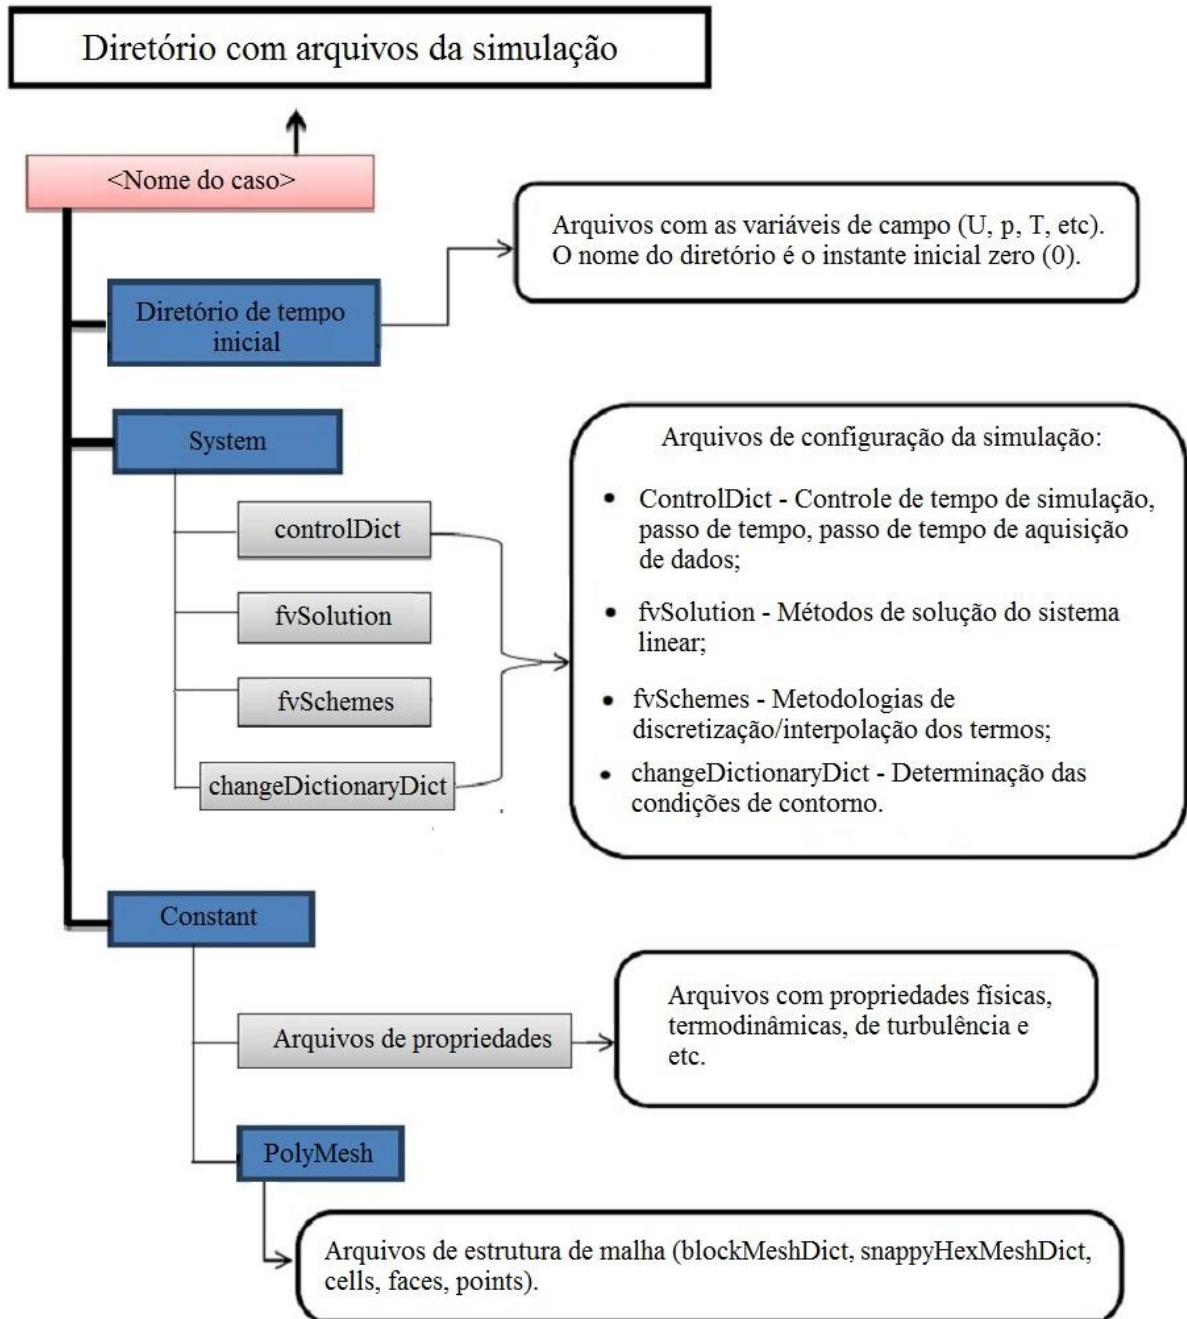 Diretório com arquivos da simulação
<Nome do caso>
Arquivos com as variáveis de campo (U, p, T, etc).
O nome do diretório é o instante inicial zero (0).
Diretório de tempo
inicial
System
controlDict
fvSolution
fvSchemes
changeDictionaryDict
Arquivos de configuração da simulação:
• ControlDict - Controle de tempo de simulação,
passo de tempo, passo de tempo de aquisição
de dados;
• fvSolution - Métodos de solução do sistema
linear;
• fvSchemes - Metodologias de
discretização/interpolação dos termos;
• changeDictionaryDict - Determinação das
condições de contorno.
Constant
Arquivos de propriedades
Arquivos com propriedades físicas,
termodinâmicas, de turbulência e
etc.
PolyMesh
Arquivos de estrutura de malha (blockMeshDict, snappyHexMeshDict,
cells, faces, points).